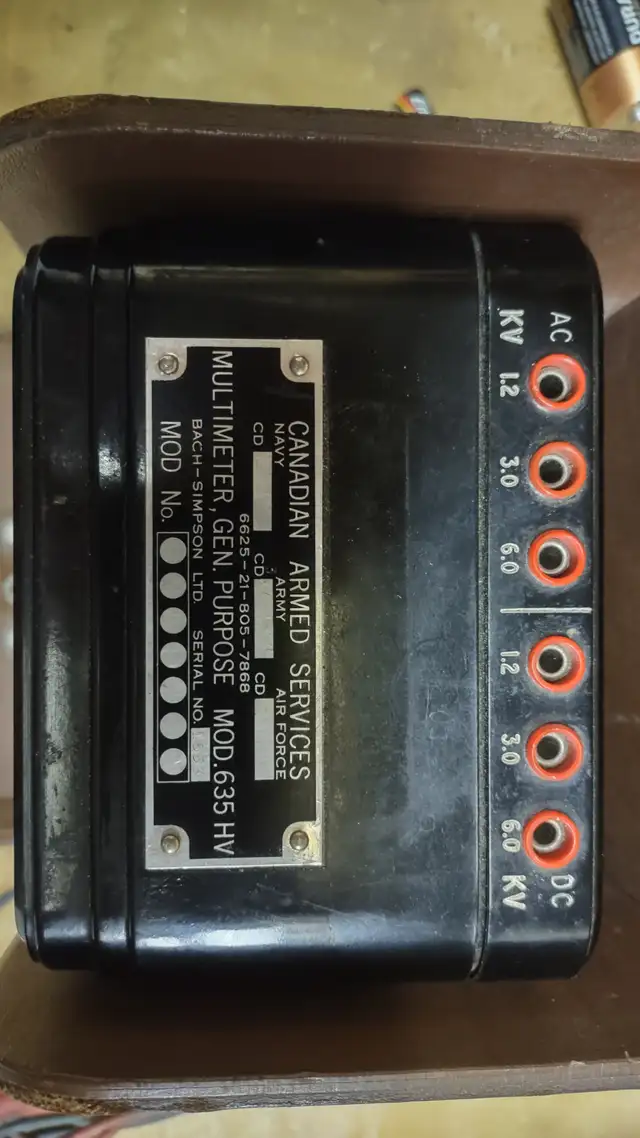 AC
KV 1.2 3.0 6.0 1.2 3.0 6.0 KV
DC
CANADIAN ARMED SERVICES
NAVY ARMY AIR FORCE
CD CD CD
6625-21-805-7868
MULTIMETER, GEN. PURPOSE MOD. 635 HV
BACH-SIMPSON LTD. SERIAL NO.
MOD No.